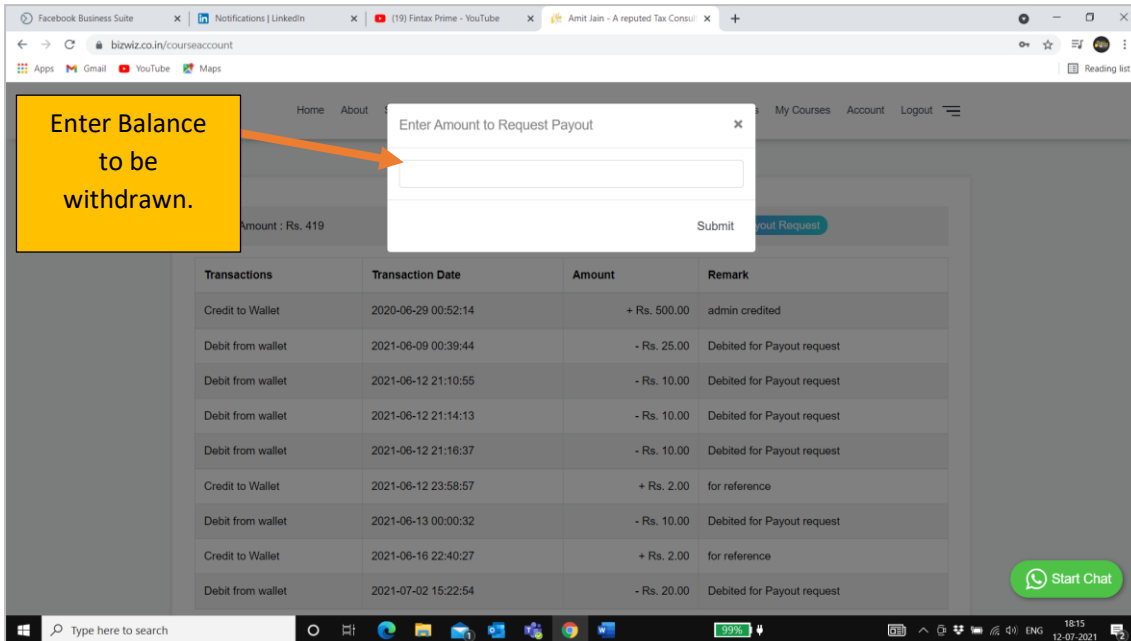 Facebook Business Suite
Notifications | LinkedIn
(19) Fintax Prime - YouTube
Amit Jain - A reputed Tax Consul
bizwiz.co.in/courseaccount
Apps Gmail YouTube Maps
Reading list
Home About
My Courses Account Logout
Enter Balance
to be
withdrawn.
Enter Amount to Request Payout
Submit
Amount : Rs. 419
Request
Transactions Transaction Date Amount Remark
Credit to Wallet 2020-06-29 00:52:14 + Rs. 500.00 admin credited
Debit from wallet 2021-06-09 00:39:44 - Rs. 25.00 Debited for Payout request
Debit from wallet 2021-06-12 21:10:55 - Rs. 10.00 Debited for Payout request
Debit from wallet 2021-06-12 21:14:13 - Rs. 10.00 Debited for Payout request
Debit from wallet 2021-06-12 21:16:37 - Rs. 10.00 Debited for Payout request
Credit to Wallet 2021-06-12 23:58:57 + Rs. 2.00 for reference
Debit from wallet 2021-06-13 00:00:32 - Rs. 10.00 Debited for Payout request
Credit to Wallet 2021-06-16 22:40:27 + Rs. 2.00 for reference
Debit from wallet 2021-07-02 15:22:54 - Rs. 20.00 Debited for Payout request
Start Chat
Type here to search
99%
ENG
18:15
12-07-2021